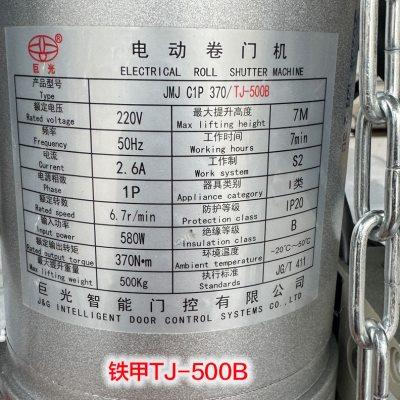 巨光
电动卷门机
ELECTRICAL ROLL SHUTTER MACHINE
产品型号 Type JMJ C1P 370/TJ-500B
额定电压 Rated voltage 220V 最大提升高度 Max lifting height 7M
频率 Frequency 50Hz 工作时间 Working hours 7min
电流 Current 2.6A 工作制 Work system S2
电源相数 Phase 1P 器具类别 Appliance category I类
额定转数 Rated speed 6.7r/min 防护等级 Protection class IP20
输入功率 Input power 580W 绝缘等级 Insulation class B
额定输出转矩 Rated output torque 370N•m 环境温度 Ambient temperature -20℃~50℃
最大提升重量 Max lifting weight 500Kg 执行标准 Standards JG/T 411
巨光智能门控有限公司
J&G INTELLIGENT DOOR CONTROL SYSTEMS CO.,LTD.
铁甲TJ-500B